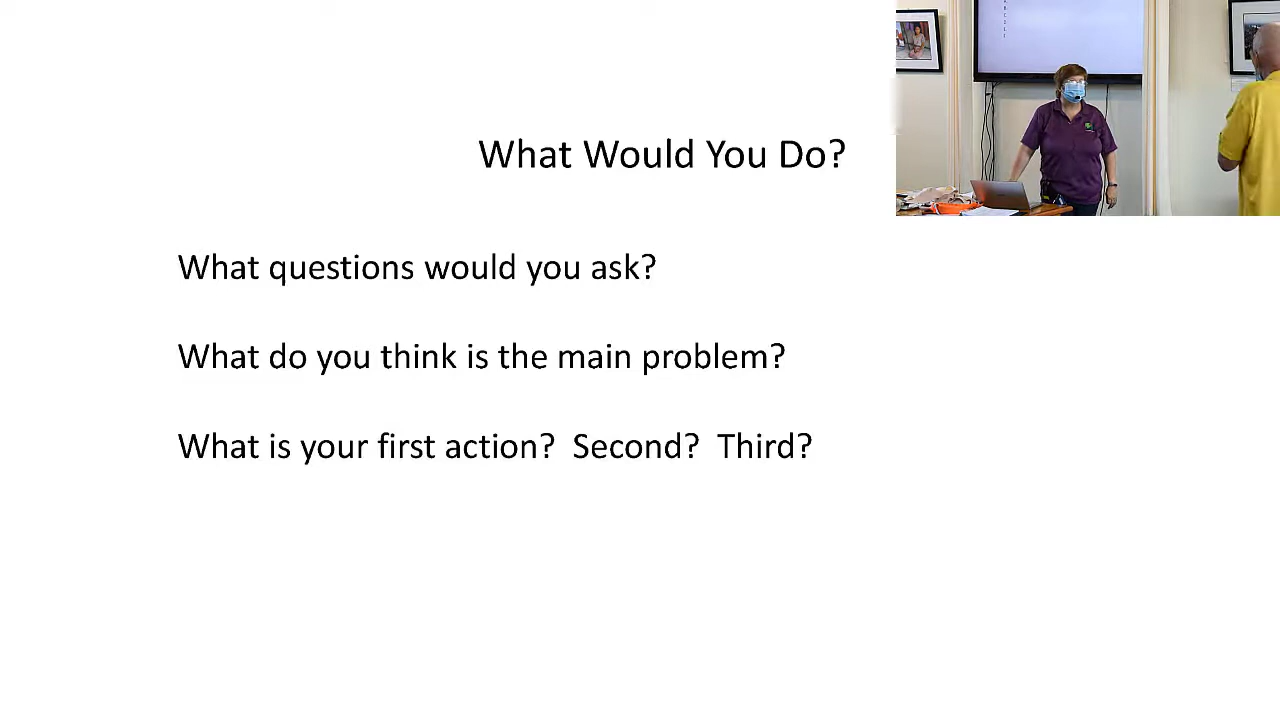 What Would You Do?
What questions would you ask?
What do you think is the main problem?
What is your first action?  Second?  Third?